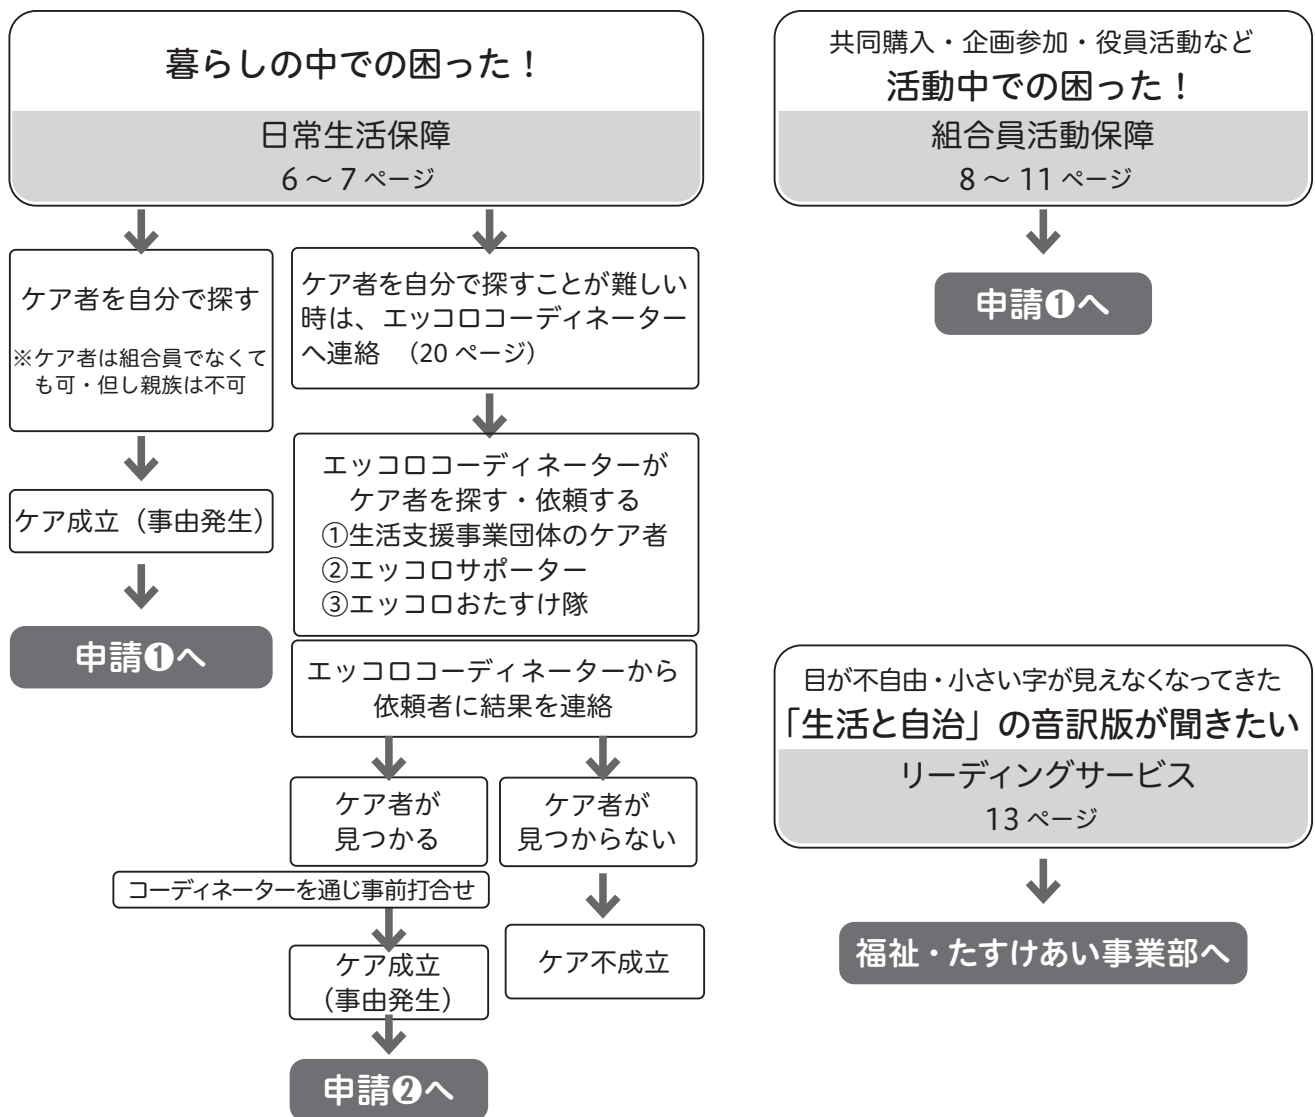 暮らしの中での困った！
日常生活保障
6～7ページ
ケア者を自分で探す
※ケア者は組合員でなくて
も可・但し親族は不可
ケア成立（事由発生）
申請❶へ
ケア者を自分で探すことが難しい
時は、エッコロコーディネーター
へ連絡　（20ページ）
エッコロコーディネーターが
ケア者を探す・依頼する
①生活支援事業団体のケア者
②エッコロサポーター
③エッコロおたすけ隊
エッコロコーディネーターから
依頼者に結果を連絡
ケア者が
見つかる
ケア者が
見つからない
コーディネーターを通じ事前打合せ
ケア成立
（事由発生）
ケア不成立
申請❷へ
共同購入・企画参加・役員活動など
活動中での困った！
組合員活動保障
8～11ページ
申請❶へ
目が不自由・小さい字が見えなくなってきた
「生活と自治」の音訳版が聞きたい
リーディングサービス
13ページ
福祉・たすけあい事業部へ